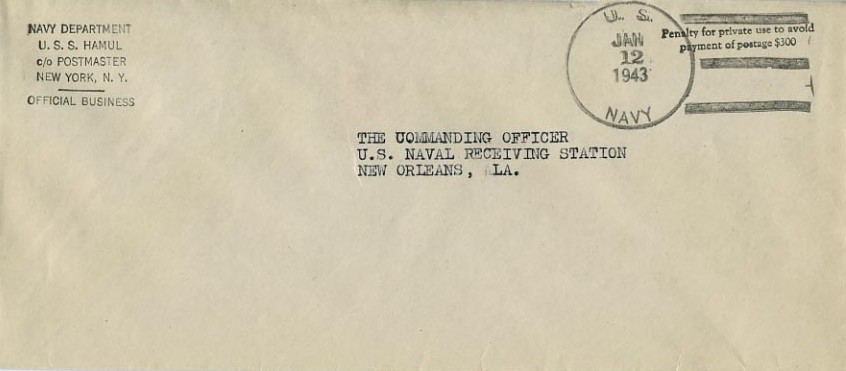 NAVY DEPARTMENT
U. S. S. HAMUL
c/o POSTMASTER
NEW YORK, N. Y.
OFFICIAL BUSINESS
U. S.
JAN
12
1943
NAVY
Penalty for private use to avoid
payment of postage $300
THE UOMMANDING OFFICER
U.S. NAVAL RECEIVING STATION
NEW ORLEANS, LA.